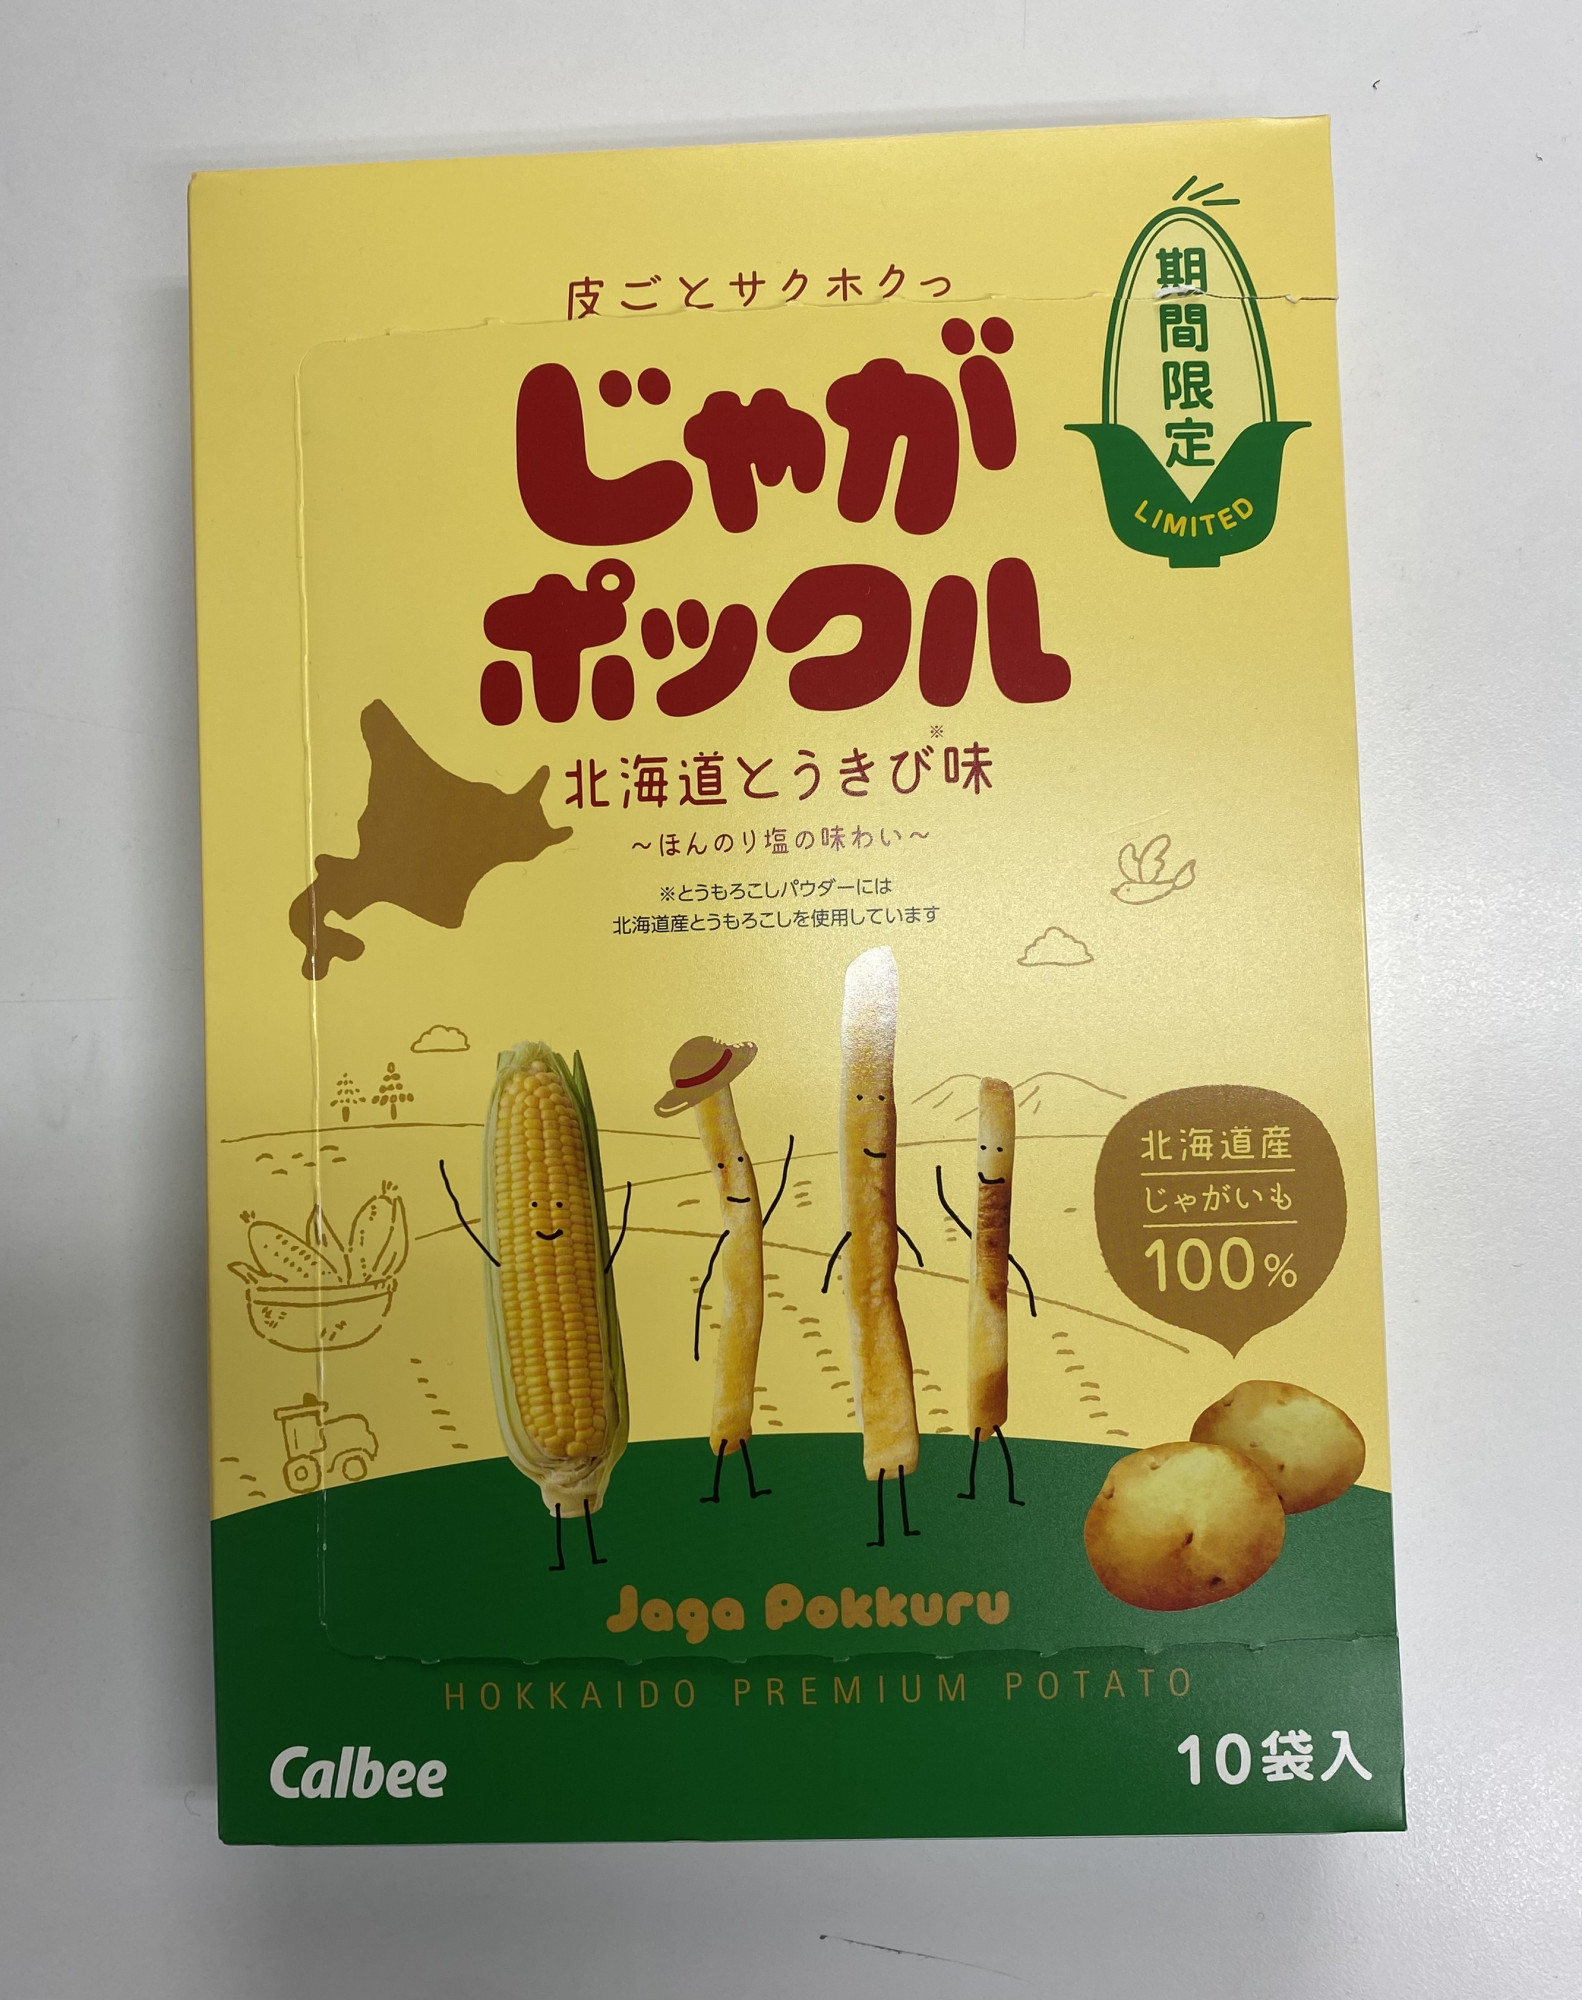 皮ごとサクホクっ
期間限定
LIMITED
じゃが
ポックル
北海道とうきび※味
~ほんのり塩の味わい~
※とうもろこしパウダーには
北海道産とうもろこしを使用しています
北海道産
じゃがいも
100%
Jaga Pokkuru
HOKKAIDO PREMIUM POTATO
Calbee
10袋入